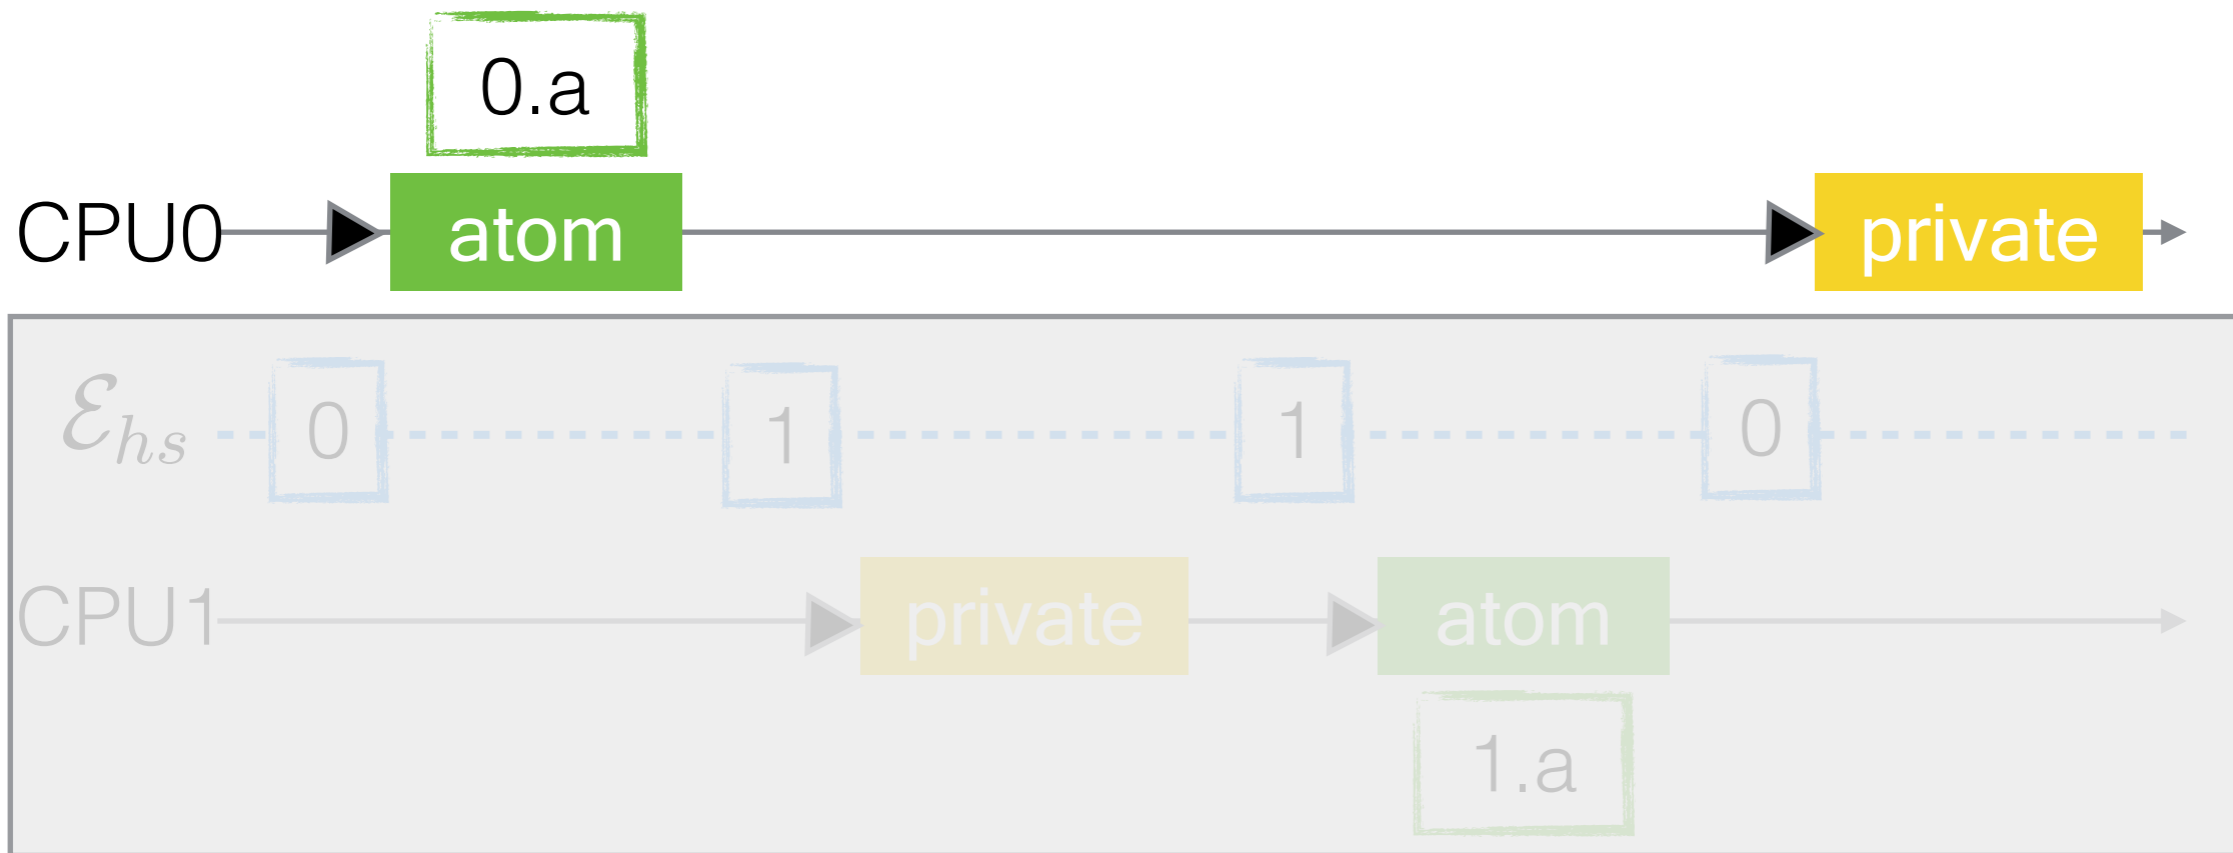 0.a
CPU0 atom private
ℰhs 0 1 1 0
CPU1 private atom
1.a